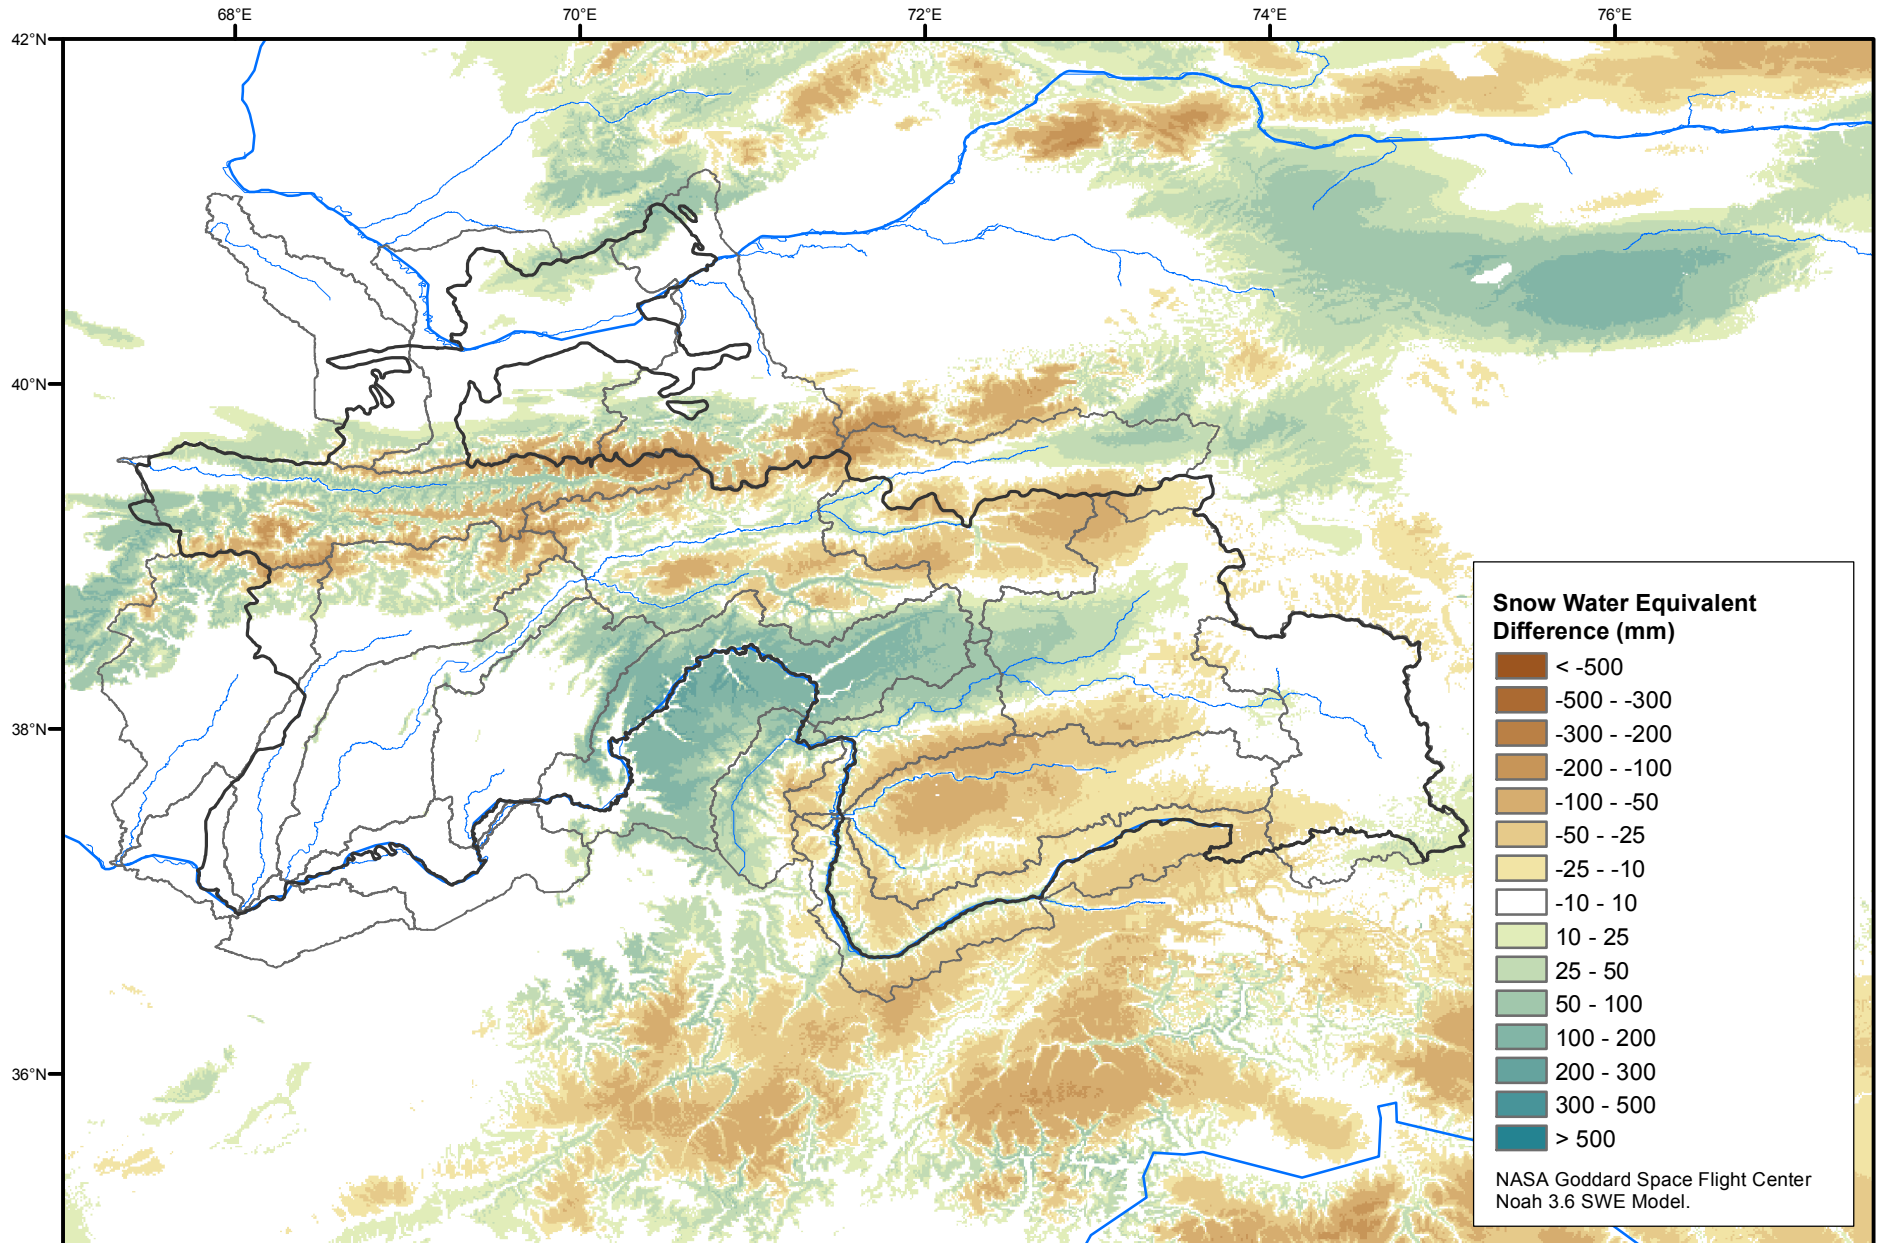 68°E 70°E 72°E 74°E 76°E
42°N
40°N
38°N
36°N
Snow Water Equivalent
Difference (mm)
< -500
-500 - -300
-300 - -200
-200 - -100
-100 - -50
-50 - -25
-25 - -10
-10 - 10
10 - 25
25 - 50
50 - 100
100 - 200
200 - 300
300 - 500
> 500
NASA Goddard Space Flight Center
Noah 3.6 SWE Model.